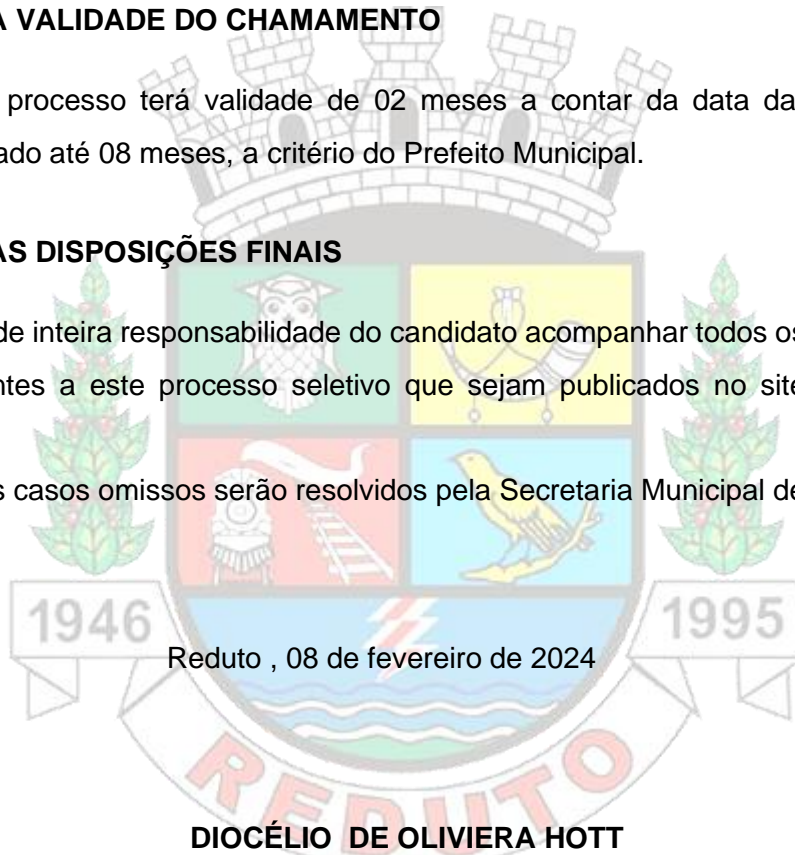 A VALIDADE DO CHAMAMENTO
processo terá validade de 02 meses a contar da data da
ado até 08 meses, a critério do Prefeito Municipal.
AS DISPOSIÇÕES FINAIS
de inteira responsabilidade do candidato acompanhar todos os
ntes a este processo seletivo que sejam publicados no site
s casos omissos serão resolvidos pela Secretaria Municipal de
1946
1995
Reduto , 08 de fevereiro de 2024
REDUTO
DIOCÉLIO DE OLIVIERA HOTT